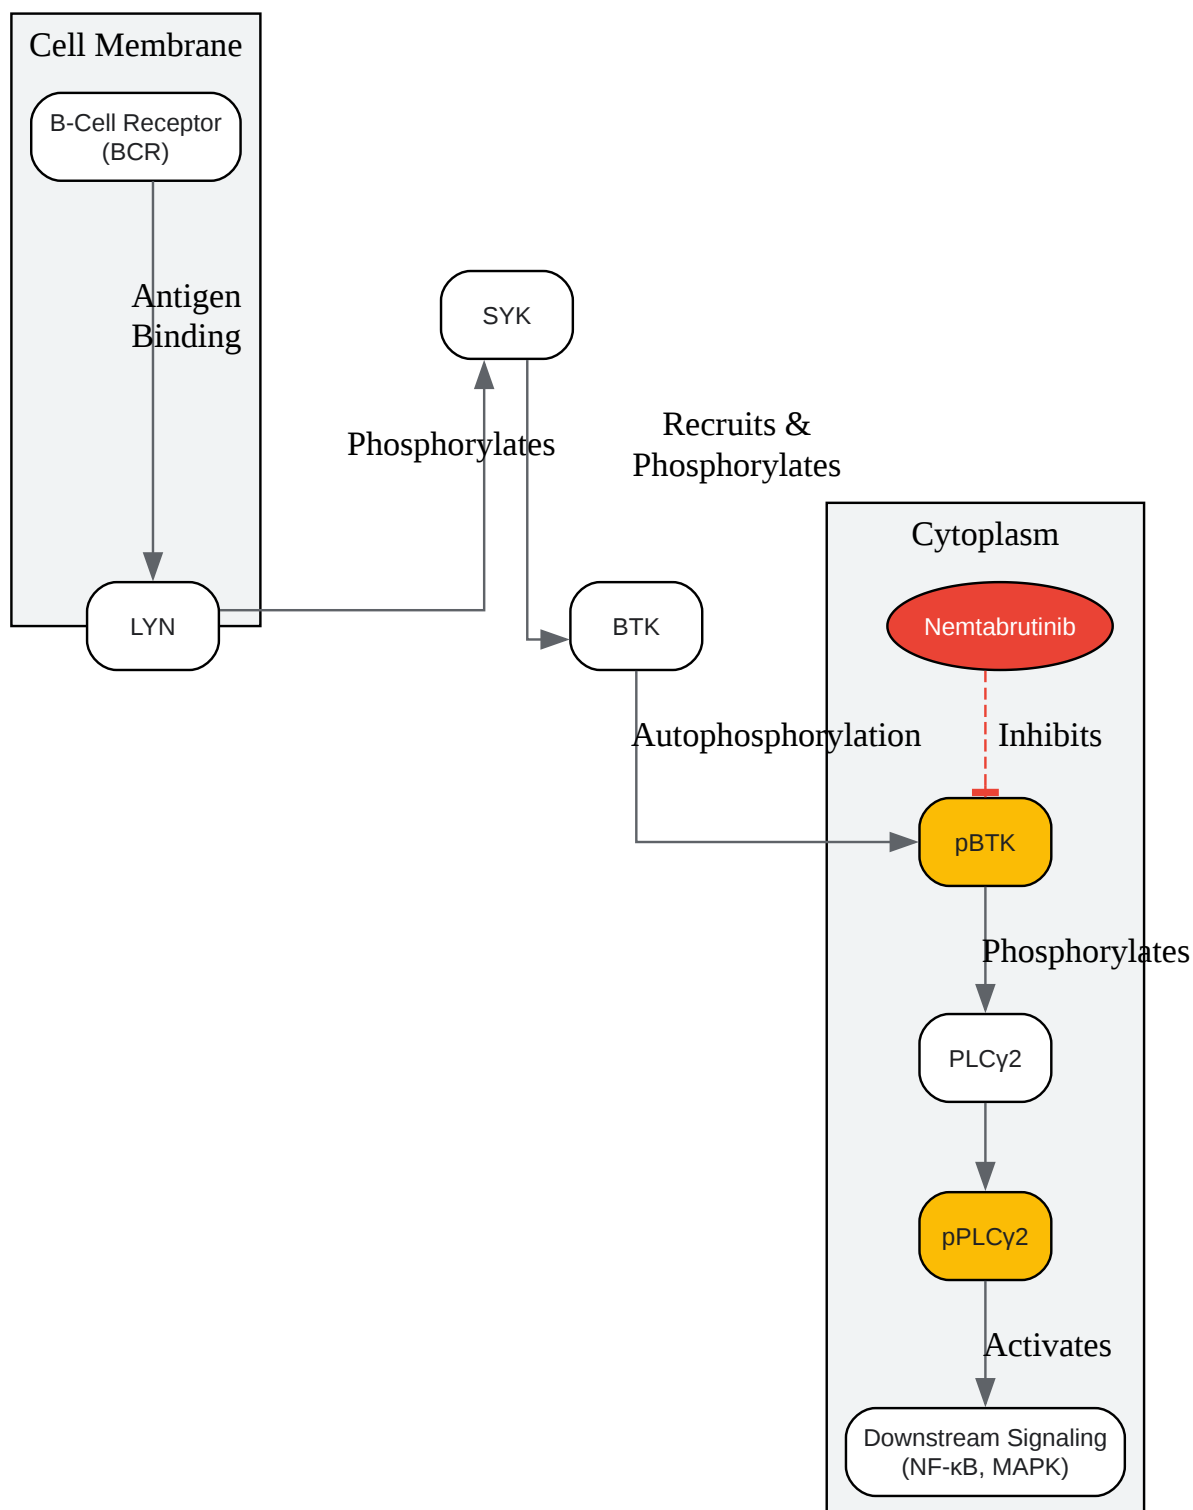 Cell Membrane
B-Cell Receptor
(BCR)
Antigen
Binding
SYK
Phosphorylates
Recruits &
Phosphorylates
Cytoplasm
LYN
BTK
Nemtabrutinib
Autophosphorylation
Inhibits
pBTK
Phosphorylates
PLCγ2
pPLCγ2
Activates
Downstream Signaling
(NF-κB, MAPK)